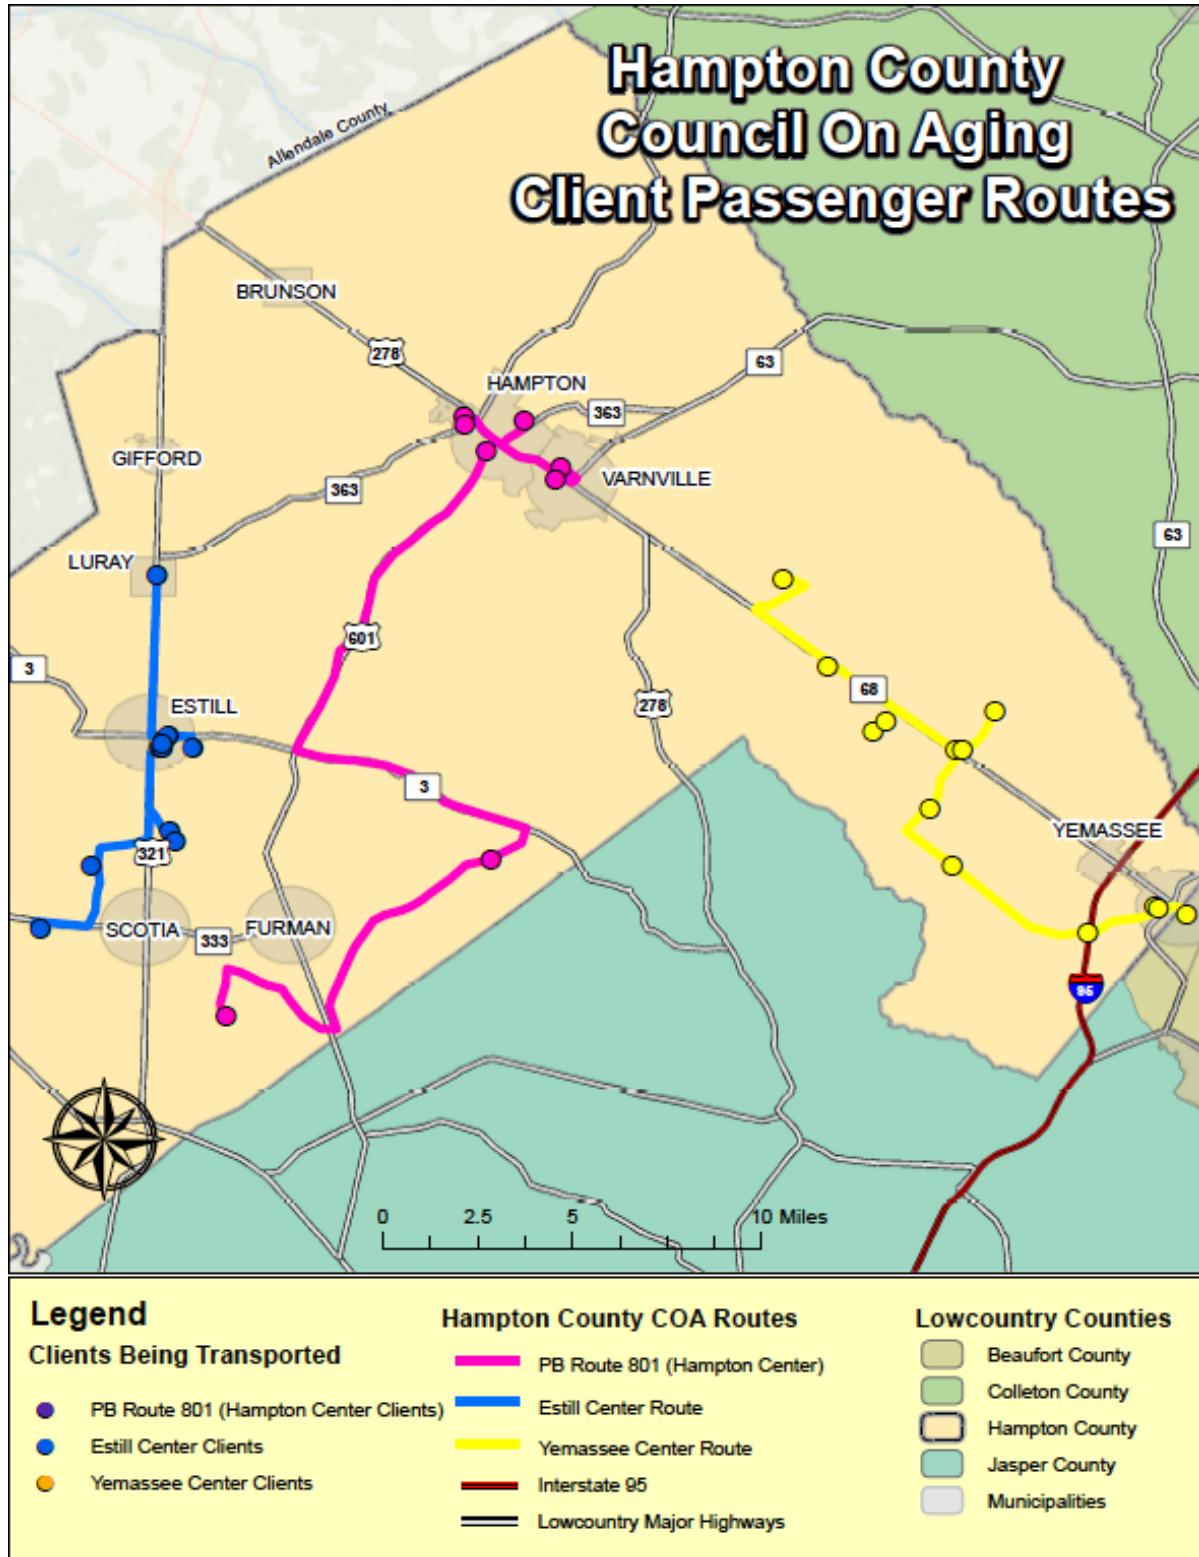 Hampton County
Council On Aging
Client Passenger Routes
Allendale County
BRUNSON
278
HAMPTON
63
363
GIFFORD
VARNVILLE
363
63
LURAY
601
3
68
ESTILL
278
3
YEMASSEE
321
SCOTIA
333
FURMAN
95
0
2.5
5
10 Miles
Legend
Clients Being Transported
PB Route 801 (Hampton Center Clients)
Estill Center Clients
Yemassee Center Clients
Hampton County COA Routes
PB Route 801 (Hampton Center)
Estill Center Route
Yemassee Center Route
Interstate 95
Lowcountry Major Highways
Lowcountry Counties
Beaufort County
Colleton County
Hampton County
Jasper County
Municipalities